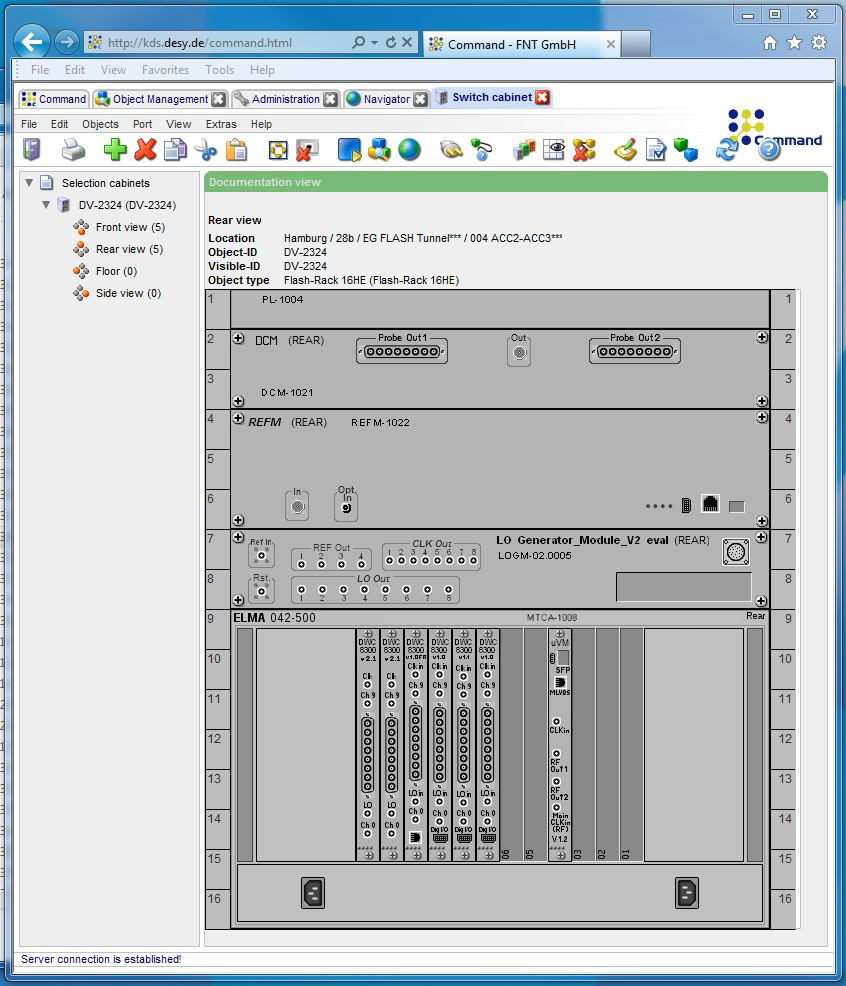 http://kds.desy.de/command.html
Command - FNT GmbH
File Edit View Favorites Tools Help
Command Object Management Administration Navigator Switch cabinet
File Edit Objects Port View Extras Help
Command
Selection cabinets
DV-2324 (DV-2324)
Front view (5)
Rear view (5)
Floor (0)
Side view (0)
Documentation view
Rear view
Location Hamburg / 28b / EG FLASH Tunnel*** / 004 ACC2-ACC3***
Object-ID DV-2324
Visible-ID DV-2324
Object type Flash-Rack 16HE (Flash-Rack 16HE)
1 PL-1004 1
2 DCM (REAR) Probe Out1 Out Probe Out2 2
3 DCM-1021 3
4 REFM (REAR) REFM-1022 4
5 5
6 In Opt. In 6
7 Ref In REF Out 1 2 3 4 CLK Out 1 2 3 4 5 6 7 8 LO Generator_Module_V2 eval (REAR) 7
LOGM-02.0005
8 Rst. LO Out 1 2 3 4 5 6 7 8 8
9 ELMA 042-500 MTCA-1008 Rear 9
DWC 8300 v2.1 Clk Ch 9 LO Ch 0
DWC 8300 v2.1 Clk Ch 9 LO Ch 0
DWC 8300 v1.0FR Clk in Ch 9 LO in Ch 0
DWC 8300 v1.0 Clk in Ch 9 LO in Ch 0 Dig I/O
DWC 8300 v1.1 Clk in Ch 9 LO in Ch 0 Dig I/O
DWC 8300 v1.0 Clk in Ch 9 LO in Ch 0 Dig I/O
06 05
uVM SFP MLVDS CLKin RF Out1 RF Out2 Main CLKin (RF) V1.2
03 02 01
10 10
11 11
12 12
13 13
14 14
15 15
16 16
Server connection is established!